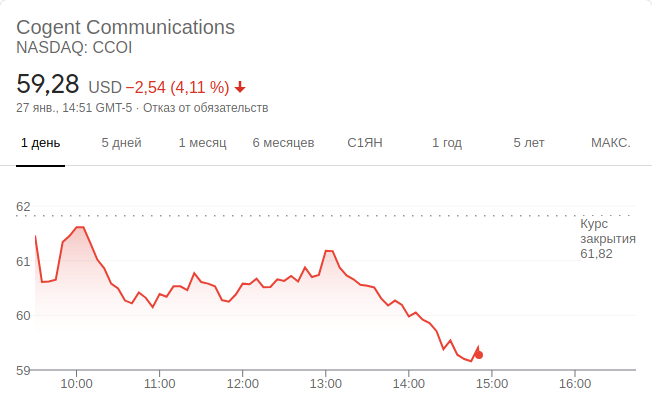 Cogent Communications
NASDAQ: CCOI
59,28 USD −2,54 (4,11 %)
27 янв., 14:51 GMT-5 · Отказ от обязательств
1 день 5 дней 1 месяц 6 месяцев С1ЯН 1 год 5 лет МАКС.
62
Курс
закрытия
61,82
61
60
59
10:00 11:00 12:00 13:00 14:00 15:00 16:00